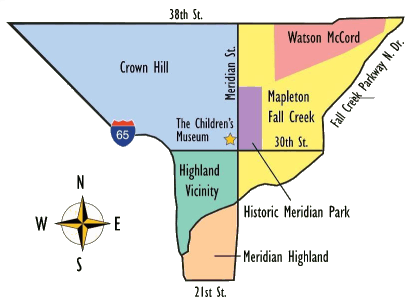 38th St.
Watson McCord
Crown Hill
Meridian St.
Fall Creek Parkway N. Dr.
Mapleton
Fall Creek
The Children's
Museum
65
30th St.
Highland
Vicinity
N
W
E
S
Historic Meridian Park
Meridian Highland
21st St.